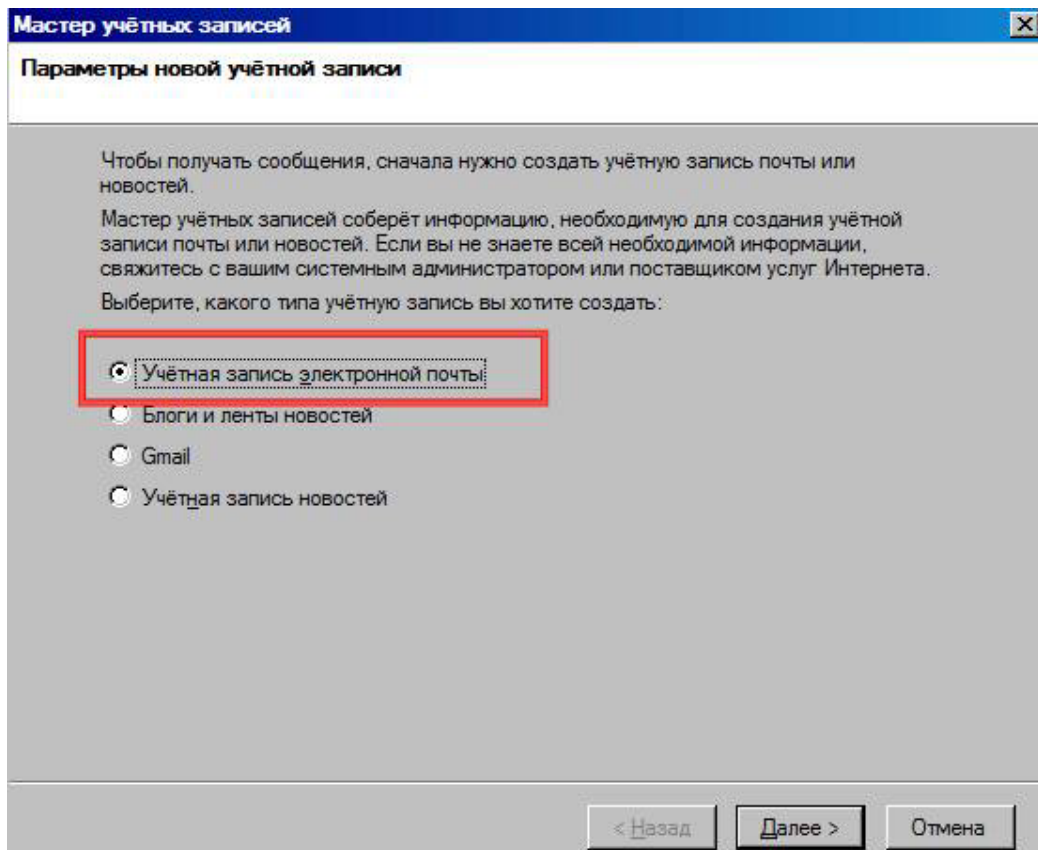 Мастер учётных записей
Параметры новой учётной записи
Чтобы получать сообщения, сначала нужно создать учётную запись почты или
новостей.
Мастер учётных записей соберёт информацию, необходимую для создания учётной
записи почты или новостей. Если вы не знаете всей необходимой информации,
свяжитесь с вашим системным администратором или поставщиком услуг Интернета.
Выберите, какого типа учётную запись вы хотите создать:
Учётная запись электронной почты
Блоги и ленты новостей
Gmail
Учётная запись новостей
< Назад Далее > Отмена